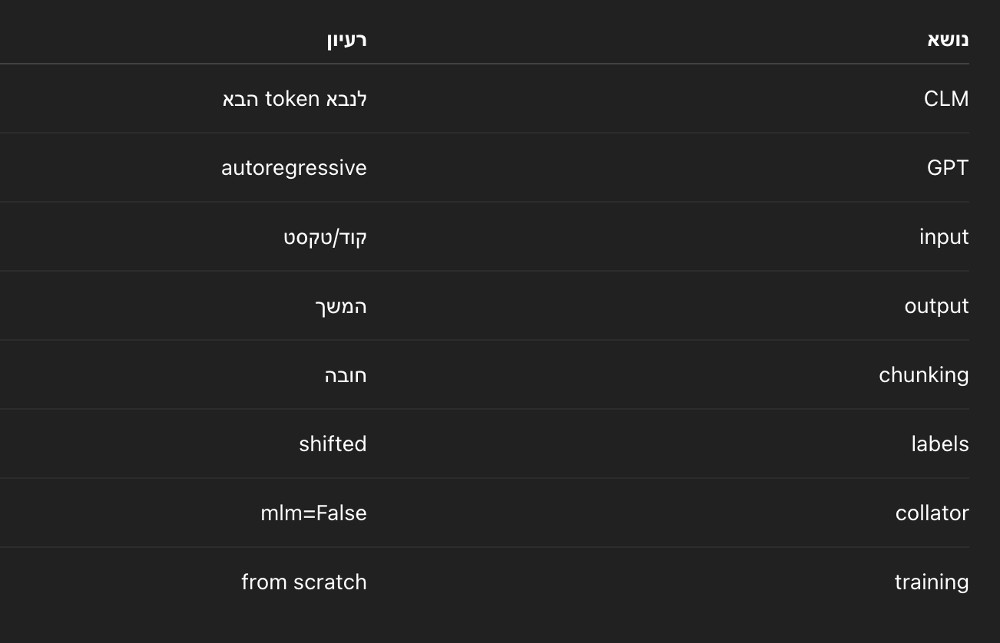 נושא רעיון
CLM לנבא token הבא
GPT autoregressive
input קוד/טקסט
output המשך
chunking חובה
labels shifted
collator mlm=False
training from scratch